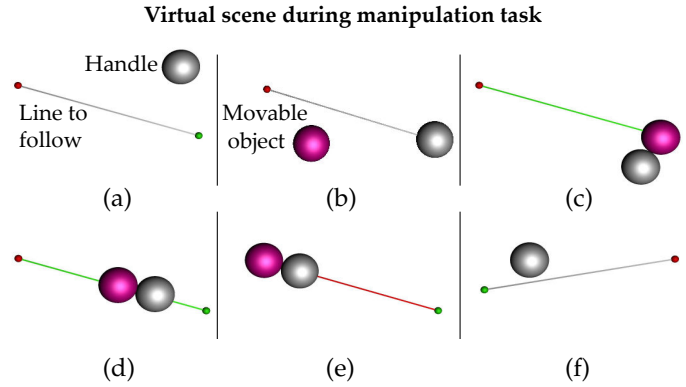 Virtual scene during manipulation task
Handle
Line to
follow
(a)
Movable
object
(b)
(c)
(d)
(e)
(f)